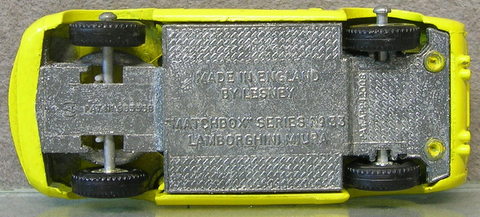 MADE IN ENGLAND
BY LESNEY
"MATCHBOX" SERIES No 33
LAMBORGHINI MIURA